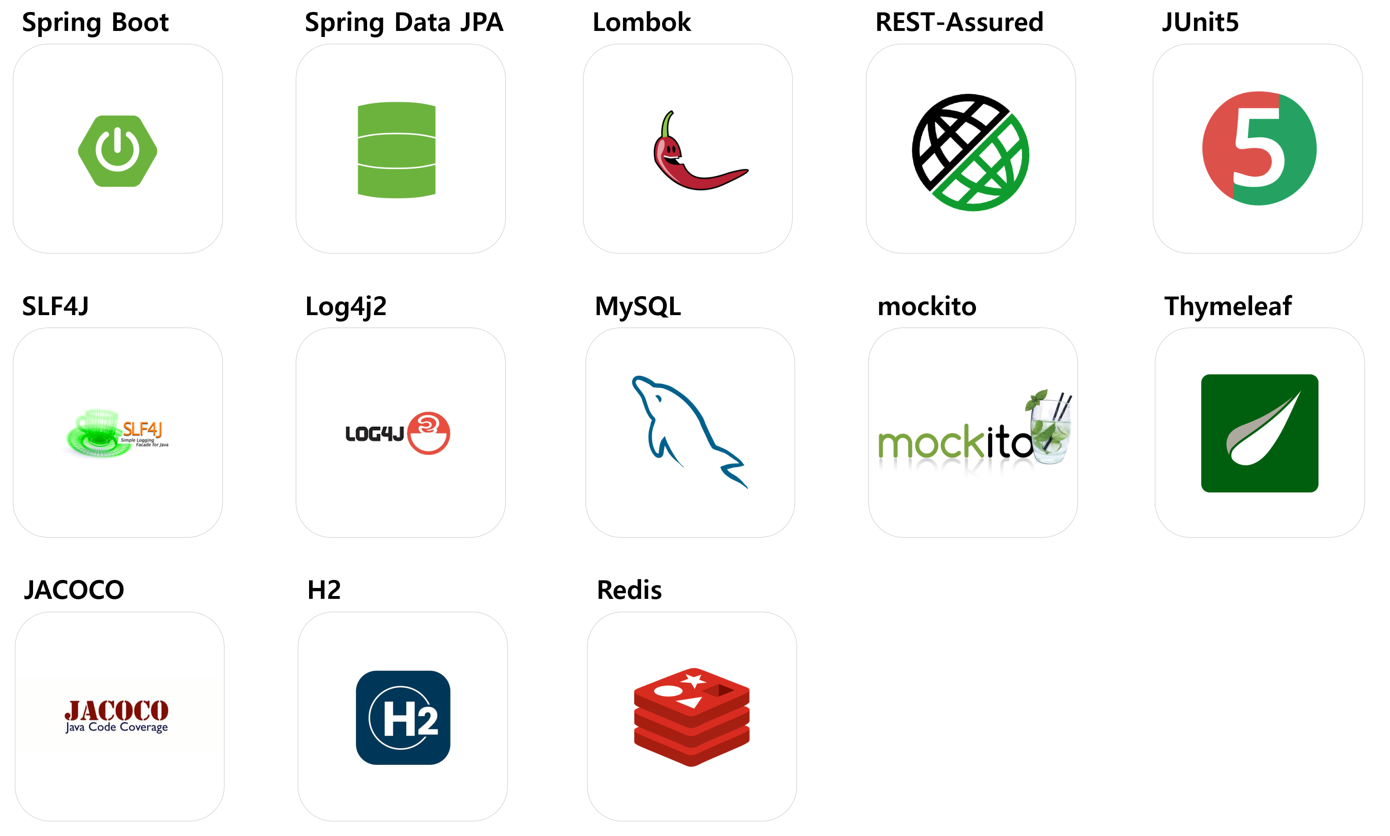 Spring Boot
Spring Data JPA
Lombok
REST-Assured
JUnit5
5
SLF4J
Log4j2
MySQL
mockito
Thymeleaf
SLF4J
Simple Logging
Facade for Java
LOG4J
mockito
JACOCO
H2
Redis
JACOCO
Java Code Coverage
H2